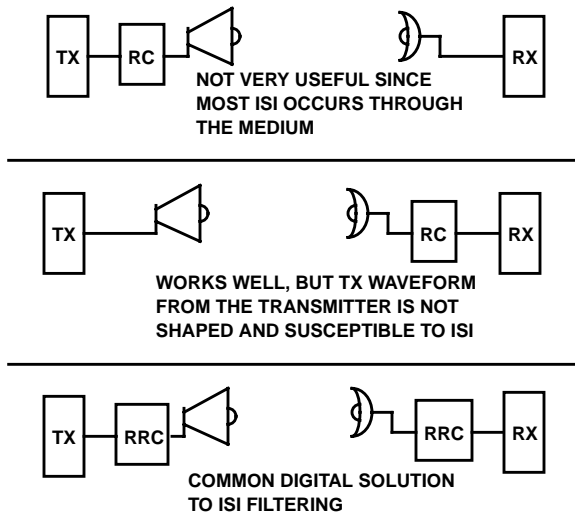 TX RC RX
NOT VERY USEFUL SINCE
MOST ISI OCCURS THROUGH
THE MEDIUM
TX RC RX
WORKS WELL, BUT TX WAVEFORM
FROM THE TRANSMITTER IS NOT
SHAPED AND SUSCEPTIBLE TO ISI
TX RRC RRC RX
COMMON DIGITAL SOLUTION
TO ISI FILTERING